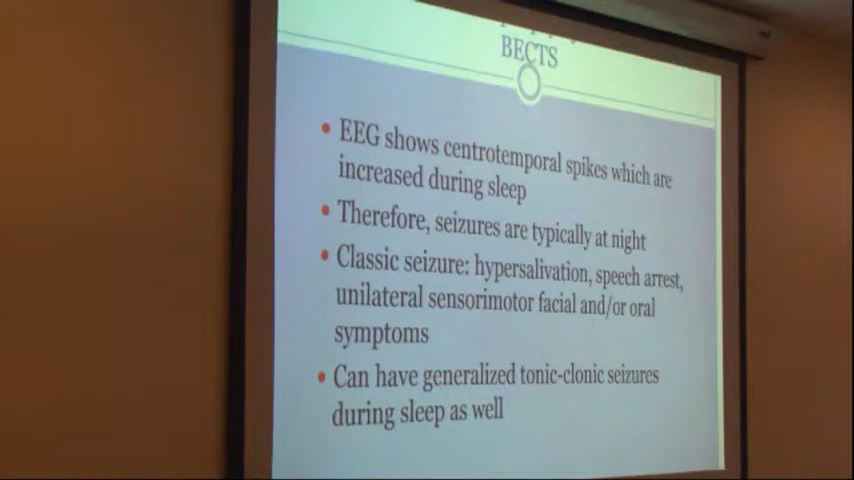 BECTS
• EEG shows centrotemporal spikes which are
increased during sleep
• Therefore, seizures are typically at night
• Classic seizure: hypersalivation, speech arrest,
unilateral sensorimotor facial and/or oral
symptoms
• Can have generalized tonic-clonic seizures
during sleep as well